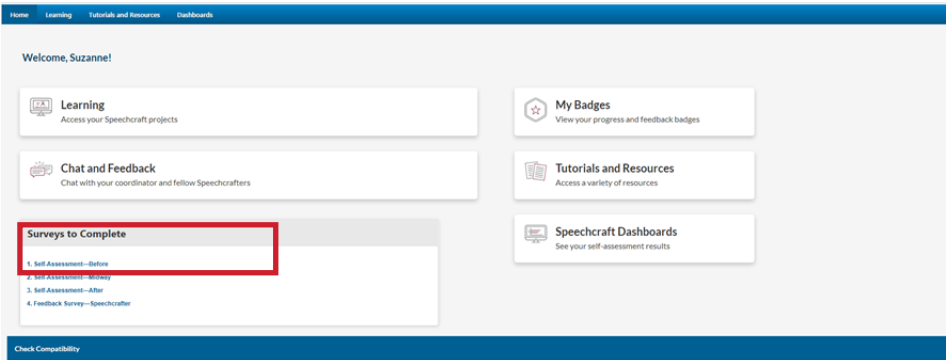 Home Learning Tutorials and Resources Dashboards
Welcome, Suzanne!
Learning
Access your Speechcraft projects
My Badges
View your progress and feedback badges
Chat and Feedback
Chat with your coordinator and fellow Speechcrafters
Tutorials and Resources
Access a variety of resources
Surveys to Complete
1. Self-Assessment—Before
2. Self-Assessment—Midway
3. Self-Assessment—After
4. Feedback Survey—Speechcrafter
Speechcraft Dashboards
See your self-assessment results
Check Compatibility